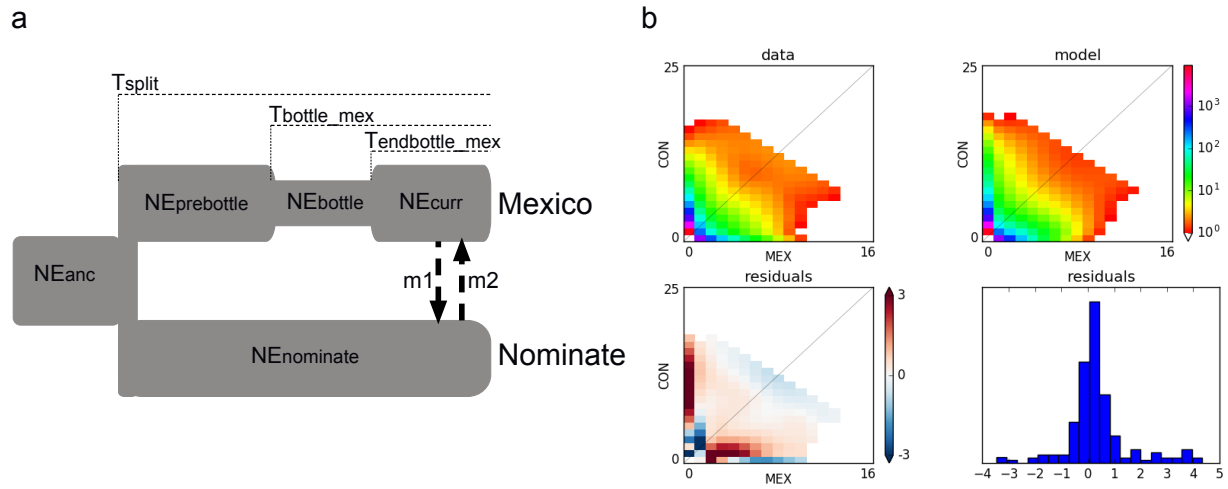 a
Tsplit
Tbottle_mex
Tendbottle_mex
NEprebottle
NEbottle
NEcurr
Mexico
NEanc
m1
m2
NEnominate
Nominate
b
data
25
CON
0
0
MEX
16
model
25
CON
0
0
MEX
16
10³
10²
10¹
10⁰
residuals
25
CON
0
0
MEX
16
3
0
-3
residuals
−4 −3 −2 −1 0 1 2 3 4 5